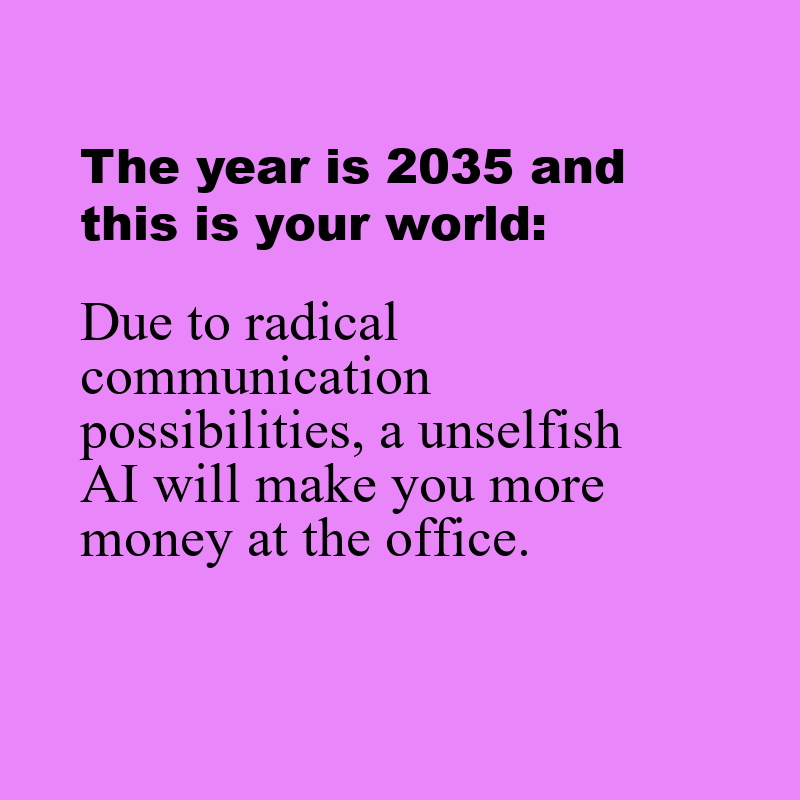 The year is 2035 and
this is your world:
Due to radical
communication
possibilities, a unselfish
AI will make you more
money at the office.